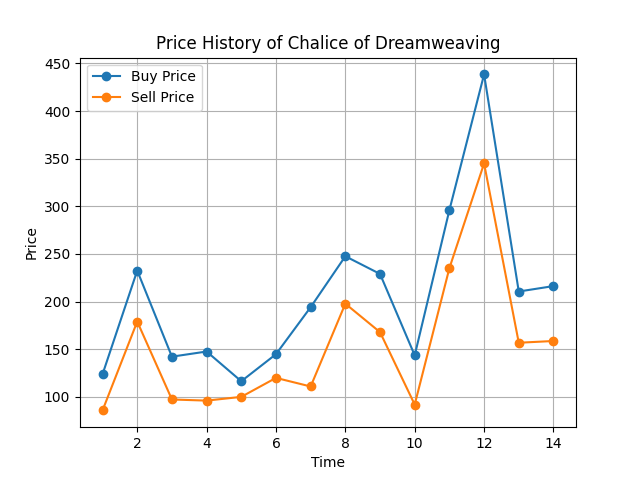 Price History of Chalice of Dreamweaving
Buy Price
Sell Price
450
400
350
300
250
200
150
100
Price
2 4 6 8 10 12 14
Time